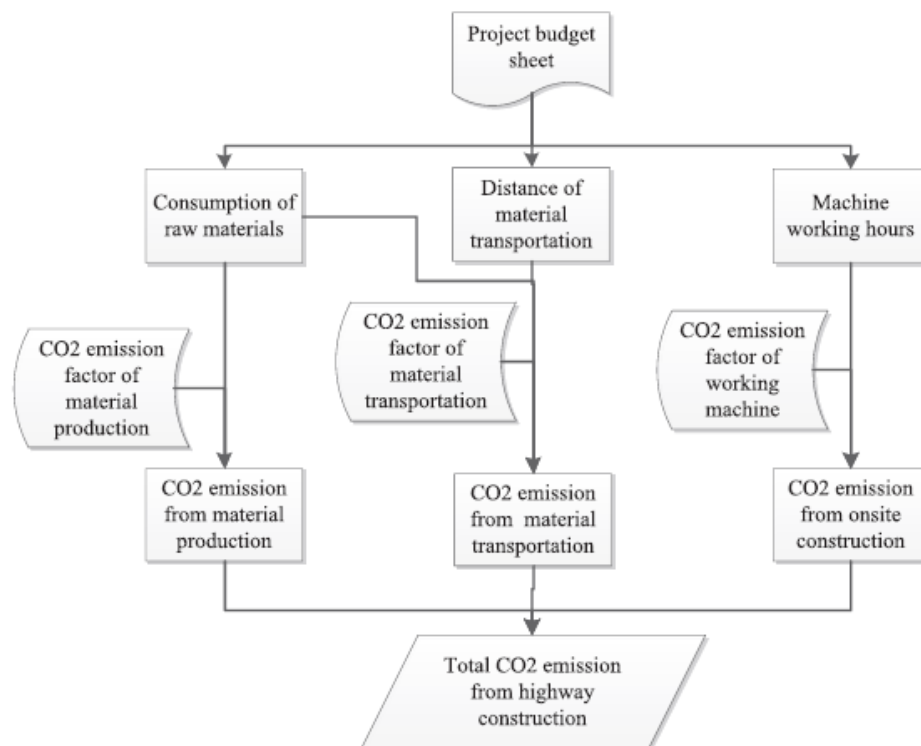 Project budget
sheet
Consumption of
raw materials
Distance of
material
transportation
Machine
working hours
CO2 emission
factor of
material
production
CO2 emission
factor of
material
transportation
CO2 emission
factor of
working
machine
CO2 emission
from material
production
CO2 emission
from material
transportation
CO2 emission
from onsite
construction
Total CO2 emission
from highway
construction